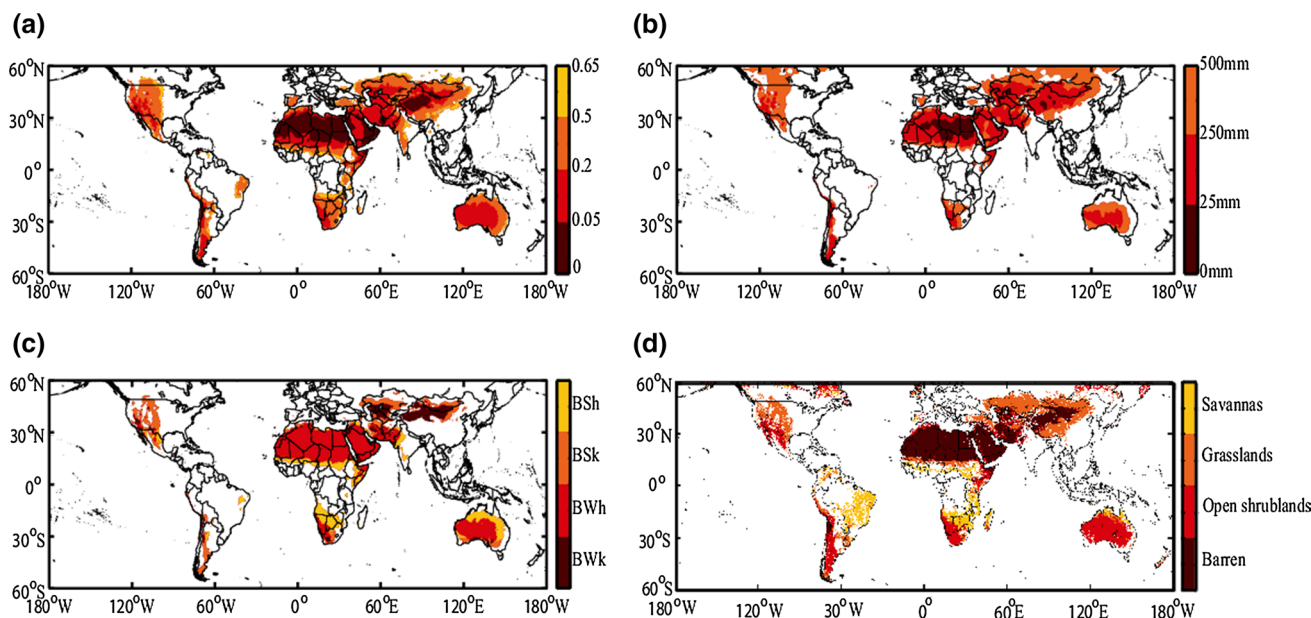 (a)
60°N
30°N
0°
30°S
60°S
180°W
120°W
60°W
0°
60°E
120°E
180°W
0.65
0.5
0.2
0.05
0
(b)
60°N
30°N
0°
30°S
60°S
180°W
120°W
60°W
0°
60°E
120°E
180°W
500mm
250mm
25mm
0mm
(c)
60°N
30°N
0°
30°S
60°S
180°W
120°W
60°W
0°
60°E
120°E
180°W
BSh
BSk
BWh
BWk
(d)
60°N
30°N
0°
30°S
60°S
180°W
120°W
30°W
0°
60°E
120°E
180°W
Savannas
Grasslands
Open shrublands
Barren